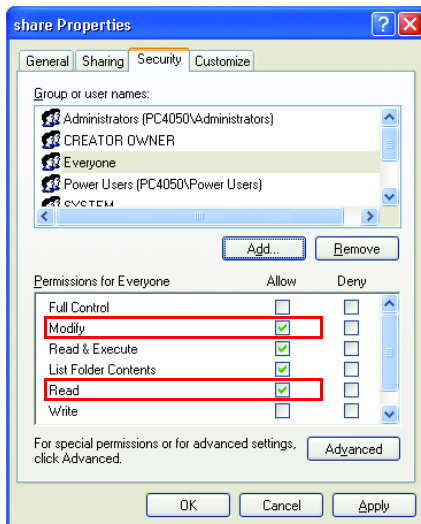 share Properties
General Sharing Security Customize
Group or user names:
Administrators (PC4050\Administrators)
CREATOR OWNER
Everyone
Power Users (PC4050\Power Users)
SYSTEM
Add... Remove
Permissions for Everyone Allow Deny
Full Control
Modify
Read & Execute
List Folder Contents
Read
Write
For special permissions or for advanced settings,
click Advanced.
Advanced
OK Cancel Apply